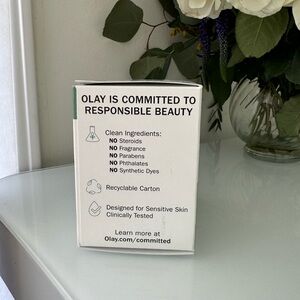 OLAY IS COMMITTED TO
RESPONSIBLE BEAUTY
Clean Ingredients:
NO Steroids
NO Fragrance
NO Parabens
NO Phthalates
NO Synthetic Dyes
Recyclable Carton
Designed for Sensitive Skin
Clinically Tested
Learn more at
Olay.com/committed